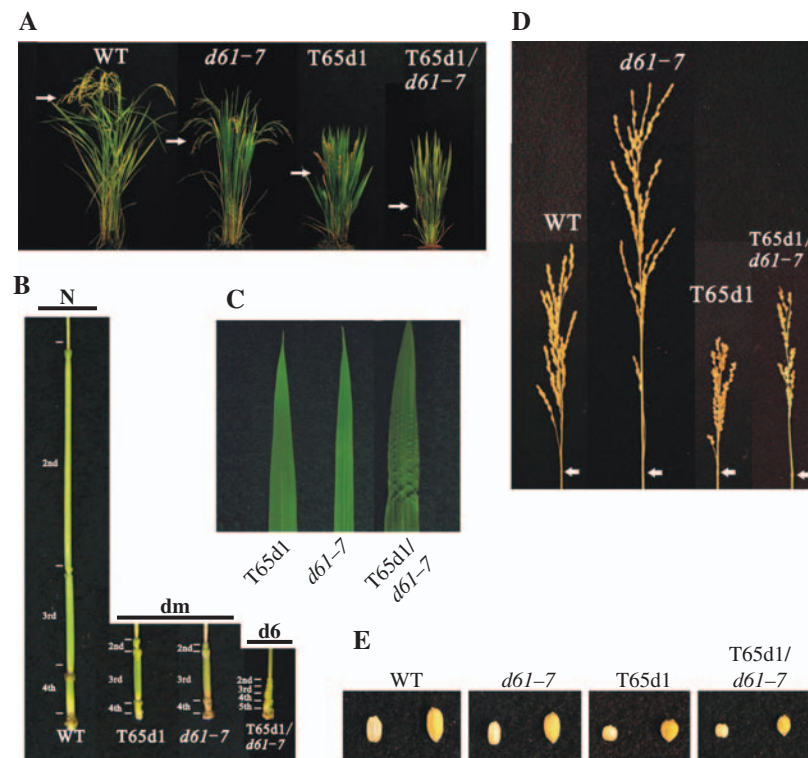 A
WT
d61-7
T65d1
T65d1/
d61-7
B
N
2nd
3rd
4th
WT
dm
2nd
3rd
4th
T65d1
2nd
3rd
4th
d61-7
d6
2nd
3rd
4th
5th
T65d1/
d61-7
C
T65d1
d61-7
T65d1/
d61-7
D
WT
d61-7
T65d1
T65d1/
d61-7
E
WT
d61-7
T65d1
T65d1/
d61-7